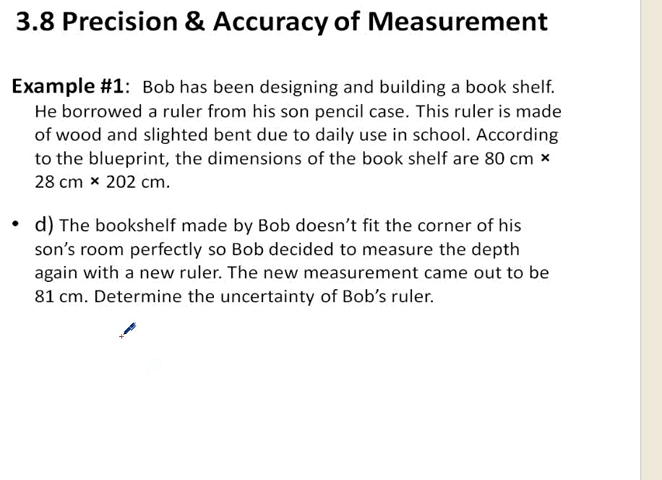 3.8 Precision & Accuracy of Measurement
Example #1: Bob has been designing and building a book shelf.
He borrowed a ruler from his son pencil case. This ruler is made
of wood and slighted bent due to daily use in school. According
to the blueprint, the dimensions of the book shelf are 80 cm ×
28 cm × 202 cm.
• d) The bookshelf made by Bob doesn't fit the corner of his
son's room perfectly so Bob decided to measure the depth
again with a new ruler. The new measurement came out to be
81 cm. Determine the uncertainty of Bob's ruler.